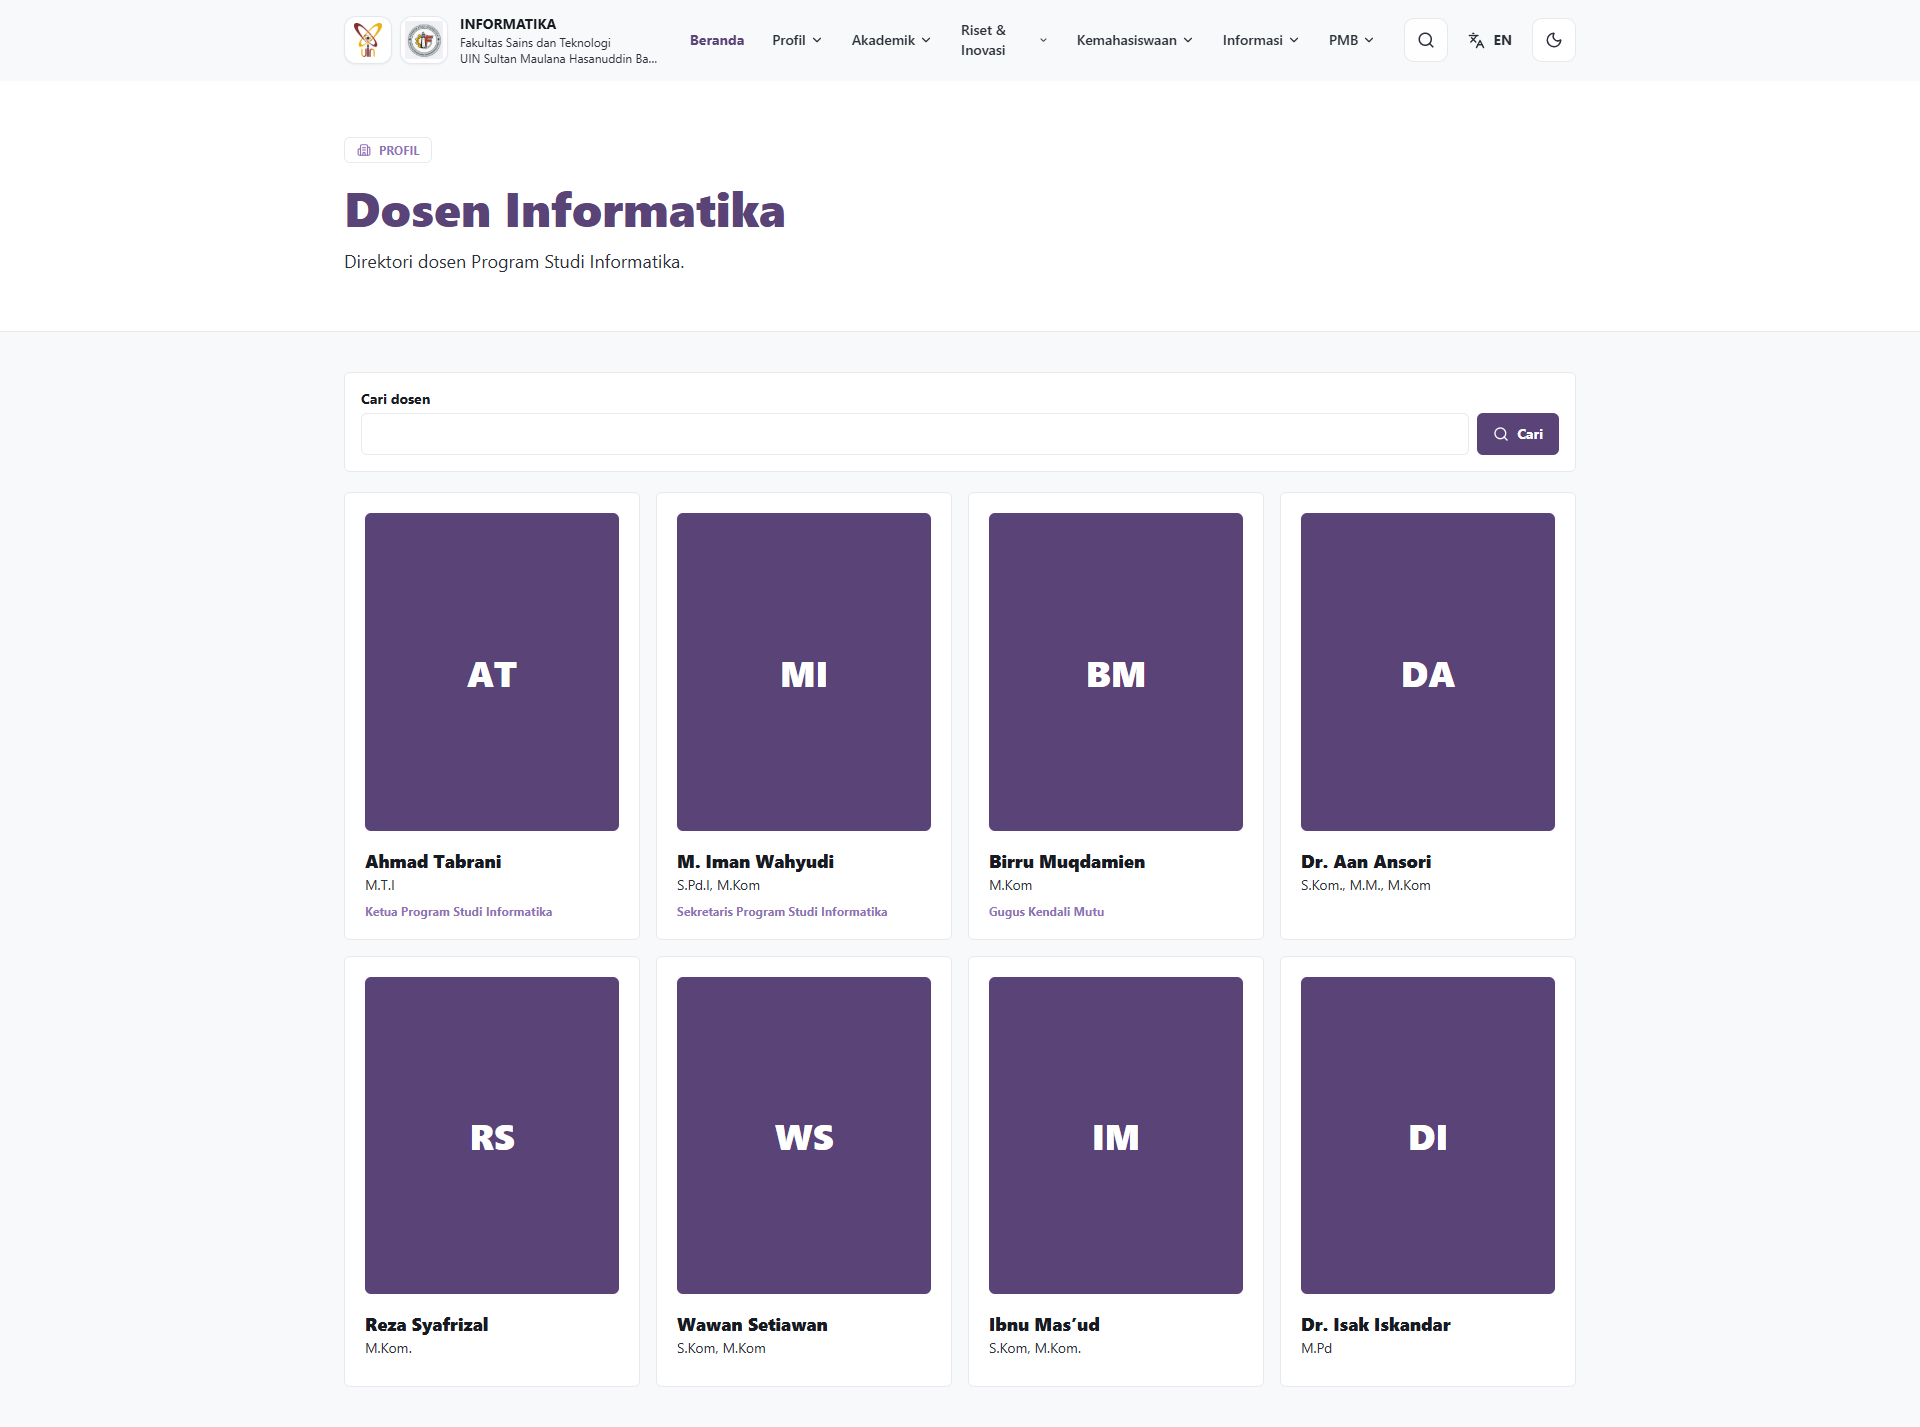 INFORMATIKA
Fakultas Sains dan Teknologi
UIN Sultan Maulana Hasanuddin Ba...
Beranda
Profil
Akademik
Riset &
Inovasi
Kemahasiswaan
Informasi
PMB
EN
PROFIL
Dosen Informatika
Direktori dosen Program Studi Informatika.
Cari dosen
Cari
AT
MI
BM
DA
Ahmad Tabrani
M.T.I
Ketua Program Studi Informatika
M. Iman Wahyudi
S.Pd.I, M.Kom
Sekretaris Program Studi Informatika
Birru Muqdamien
M.Kom
Gugus Kendali Mutu
Dr. Aan Ansori
S.Kom., M.M., M.Kom
RS
WS
IM
DI
Reza Syafrizal
M.Kom.
Wawan Setiawan
S.Kom, M.Kom
Ibnu Mas’ud
S.Kom, M.Kom.
Dr. Isak Iskandar
M.Pd